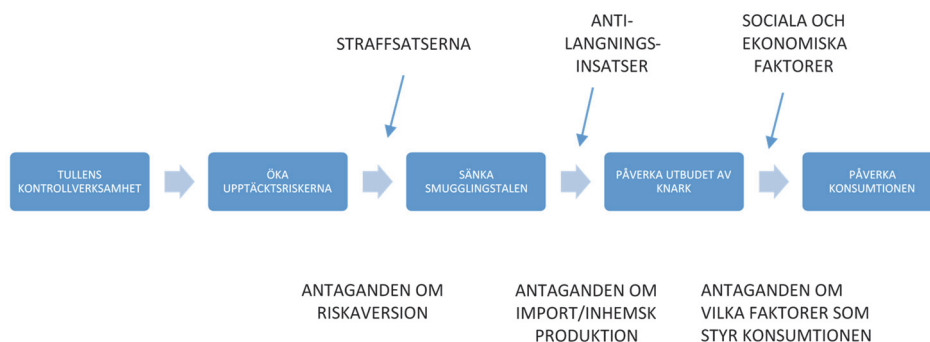 STRAFFSATSERNA
ANTI-
LANGNINGS-
INSATSER
SOCIALA OCH
EKONOMISKA
FAKTORER
TULLENS
KONTROLLVERKSAMHET
ÖKA
UPPTÄCKTSRISKERNA
SÄNKA
SMUGGLINGSTALEN
PÅVERKA UTBUDET AV
KNARK
PÅVERKA
KONSUMTIONEN
ANTAGANDEN OM
RISKAVERSION
ANTAGANDEN OM
IMPORT/INHEMSK
PRODUKTION
ANTAGANDEN OM
VILKA FAKTORER SOM
STYR KONSUMTIONEN